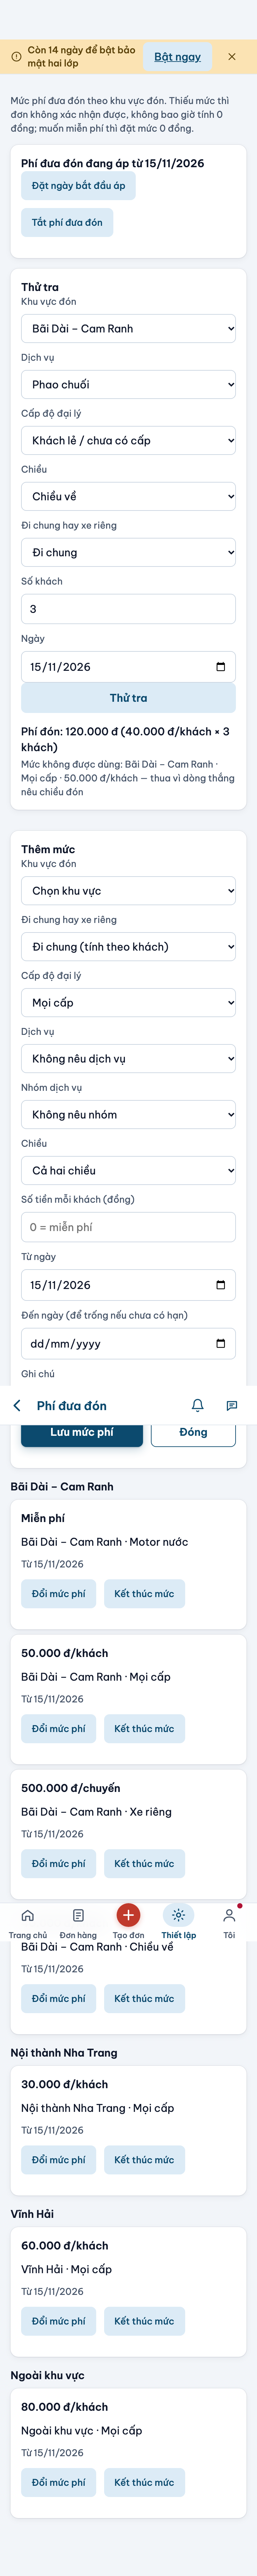 Còn 14 ngày để bật bảo
mật hai lớp
Bật ngay
Mức phí đưa đón theo khu vực đón. Thiếu mức thì
đơn không xác nhận được, không bao giờ tính 0
đồng; muốn miễn phí thì đặt mức 0 đồng.
Phí đưa đón đang áp từ 15/11/2026
Đặt ngày bắt đầu áp
Tắt phí đưa đón
Thử tra
Khu vực đón
Bãi Dài – Cam Ranh
Dịch vụ
Phao chuối
Cấp độ đại lý
Khách lẻ / chưa có cấp
Chiều
Chiều về
Đi chung hay xe riêng
Đi chung
Số khách
3
Ngày
15/11/2026
Thử tra
Phí đón: 120.000 đ (40.000 đ/khách × 3
khách)
Mức không được dùng: Bãi Dài – Cam Ranh ·
Mọi cấp · 50.000 đ/khách — thua vì dòng thắng
nêu chiều đón
Thêm mức
Khu vực đón
Chọn khu vực
Đi chung hay xe riêng
Đi chung (tính theo khách)
Cấp độ đại lý
Mọi cấp
Dịch vụ
Không nêu dịch vụ
Nhóm dịch vụ
Không nêu nhóm
Chiều
Cả hai chiều
Số tiền mỗi khách (đồng)
0 = miễn phí
Từ ngày
15/11/2026
Đến ngày (để trống nếu chưa có hạn)
dd/mm/yyyy
Ghi chú
Phí đưa đón
Lưu mức phí
Đóng
Bãi Dài – Cam Ranh
Miễn phí
Bãi Dài – Cam Ranh · Motor nước
Từ 15/11/2026
Đổi mức phí
Kết thúc mức
50.000 đ/khách
Bãi Dài – Cam Ranh · Mọi cấp
Từ 15/11/2026
Đổi mức phí
Kết thúc mức
500.000 đ/chuyến
Bãi Dài – Cam Ranh · Xe riêng
Từ 15/11/2026
Đổi mức phí
Kết thúc mức
Trang chủ
Đơn hàng
Tạo đơn
Thiết lập
Tôi
Bãi Dài – Cam Ranh · Chiều về
Từ 15/11/2026
Đổi mức phí
Kết thúc mức
Nội thành Nha Trang
30.000 đ/khách
Nội thành Nha Trang · Mọi cấp
Từ 15/11/2026
Đổi mức phí
Kết thúc mức
Vĩnh Hải
60.000 đ/khách
Vĩnh Hải · Mọi cấp
Từ 15/11/2026
Đổi mức phí
Kết thúc mức
Ngoài khu vực
80.000 đ/khách
Ngoài khu vực · Mọi cấp
Từ 15/11/2026
Đổi mức phí
Kết thúc mức